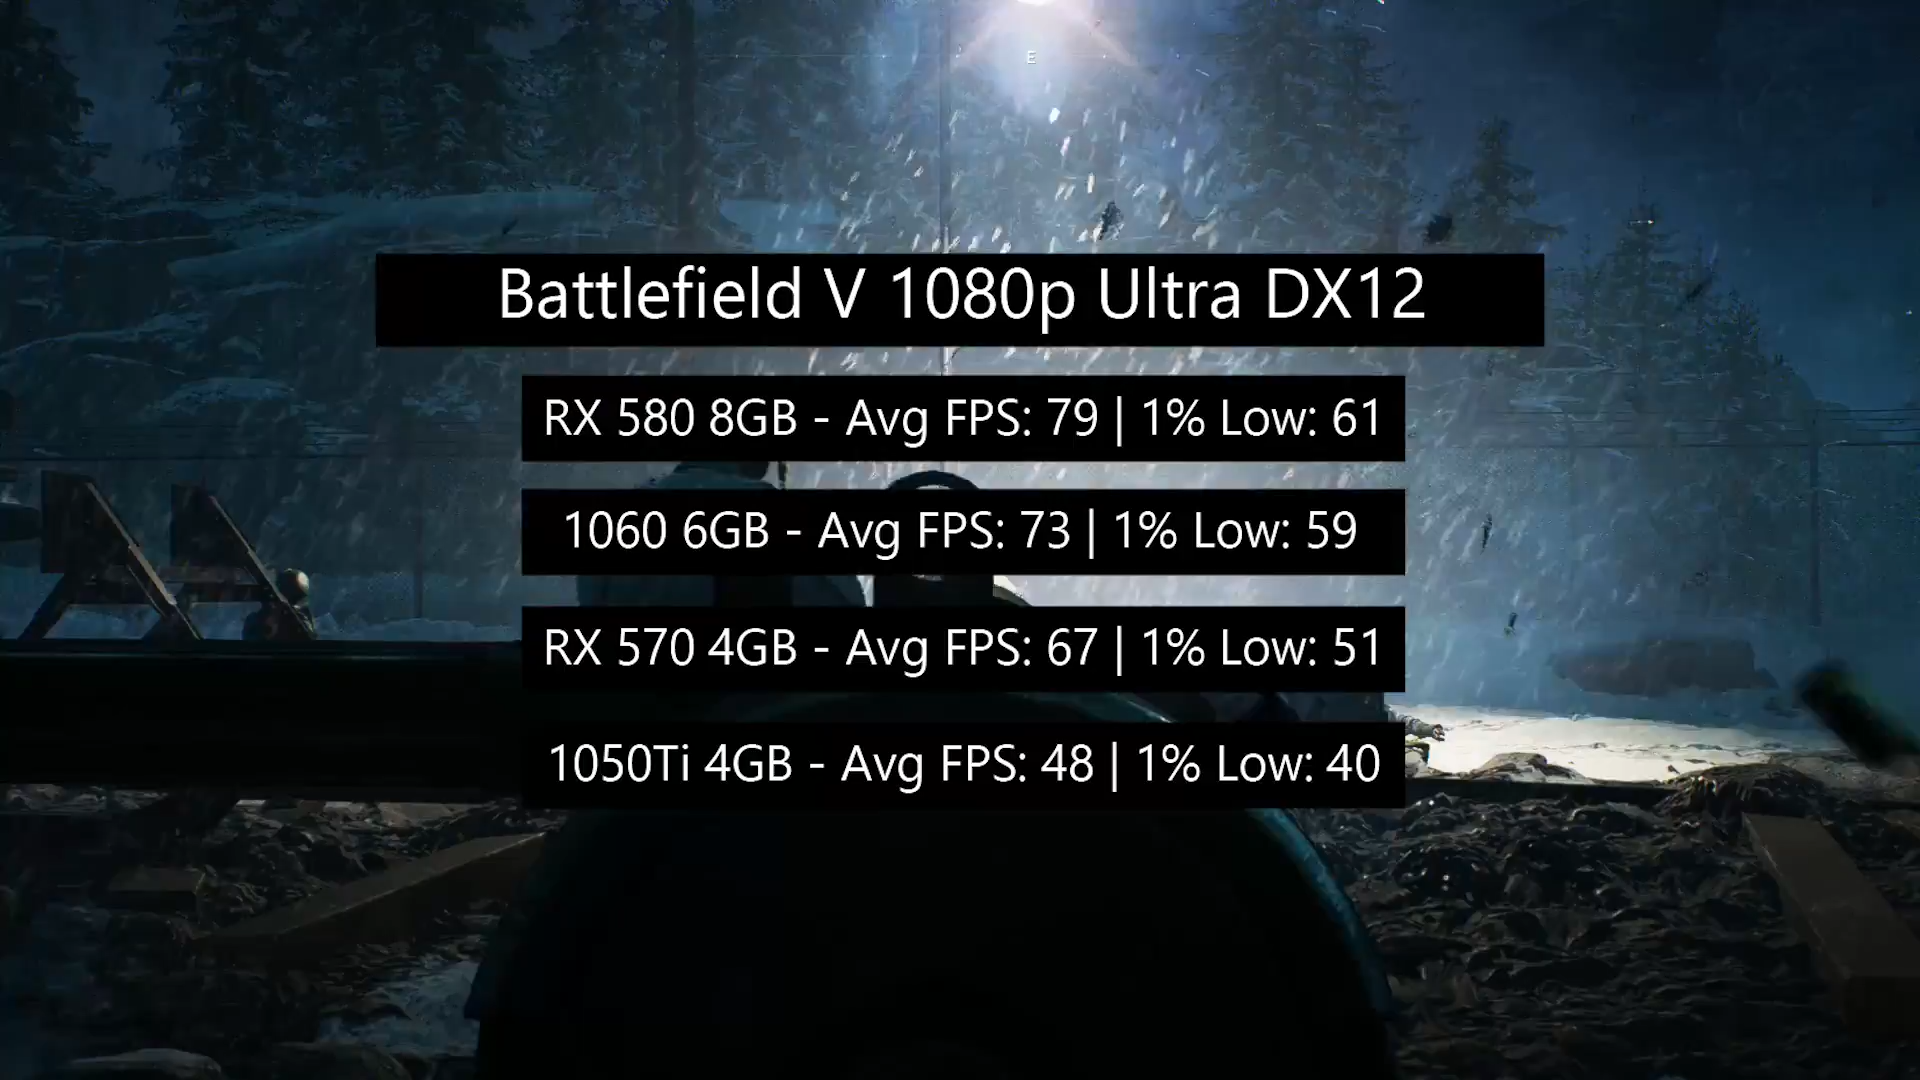 E
Battlefield V 1080p Ultra DX12
RX 580 8GB - Avg FPS: 79 | 1% Low: 61
1060 6GB - Avg FPS: 73 | 1% Low: 59
RX 570 4GB - Avg FPS: 67 | 1% Low: 51
1050Ti 4GB - Avg FPS: 48 | 1% Low: 40